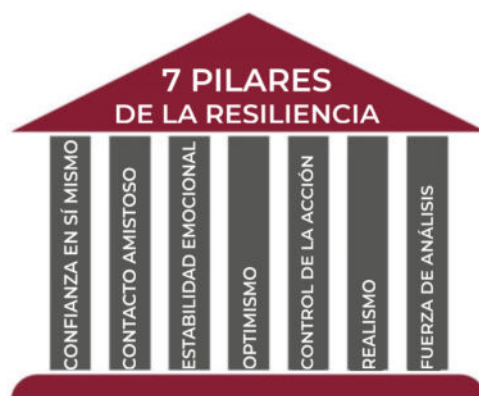 7 PILARES
DE LA RESILIENCIA
CONFIANZA EN SÍ MISMO
CONTACTO AMISTOSO
ESTABILIDAD EMOCIONAL
OPTIMISMO
CONTROL DE LA ACCIÓN
REALISMO
FUERZA DE ANÁLISIS